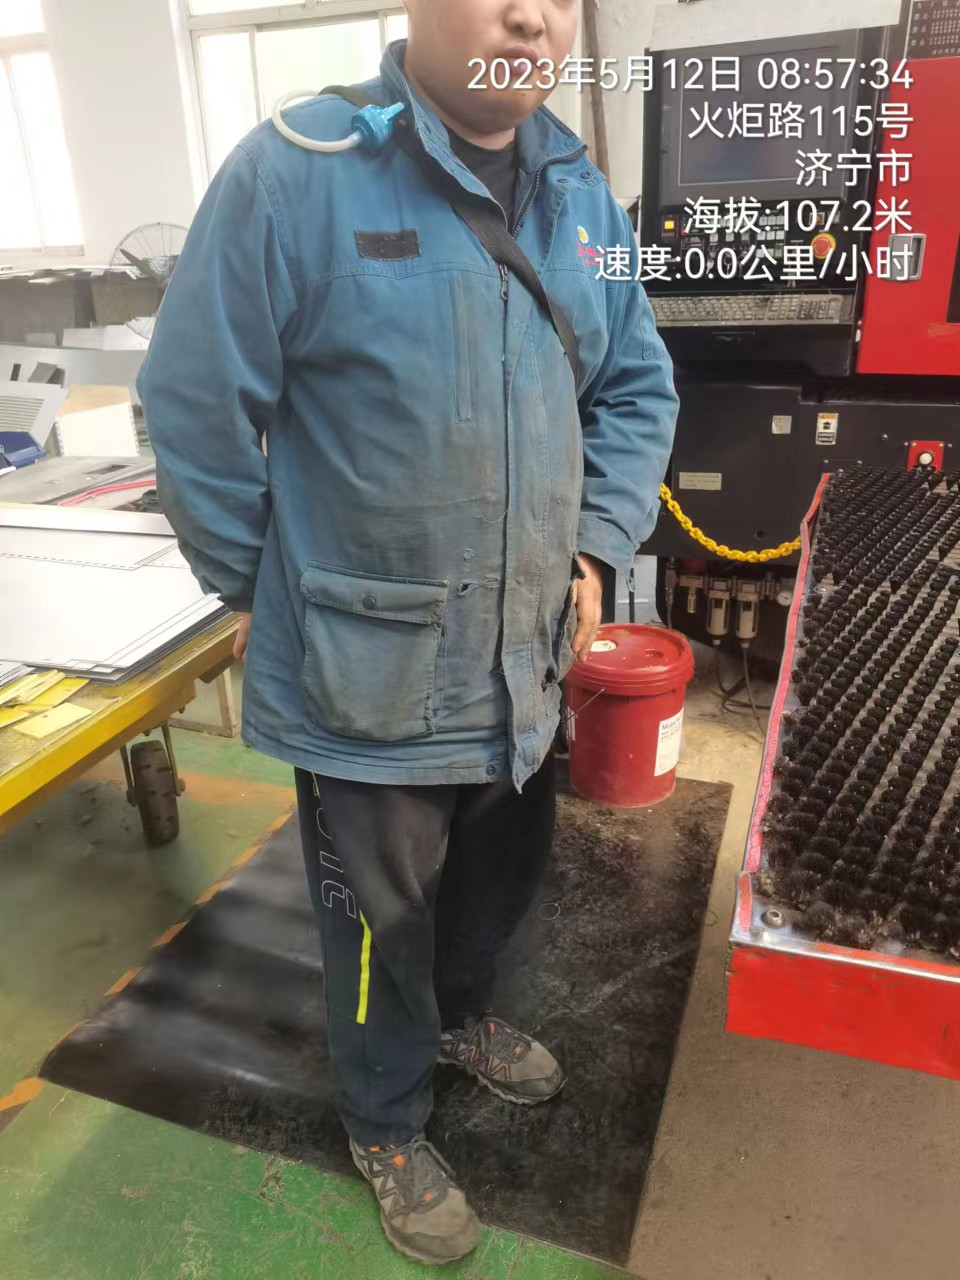 2023年5月12日 08:57:34
火炬路115号
济宁市
海拔:107.2米
速度:0.0公里/小时